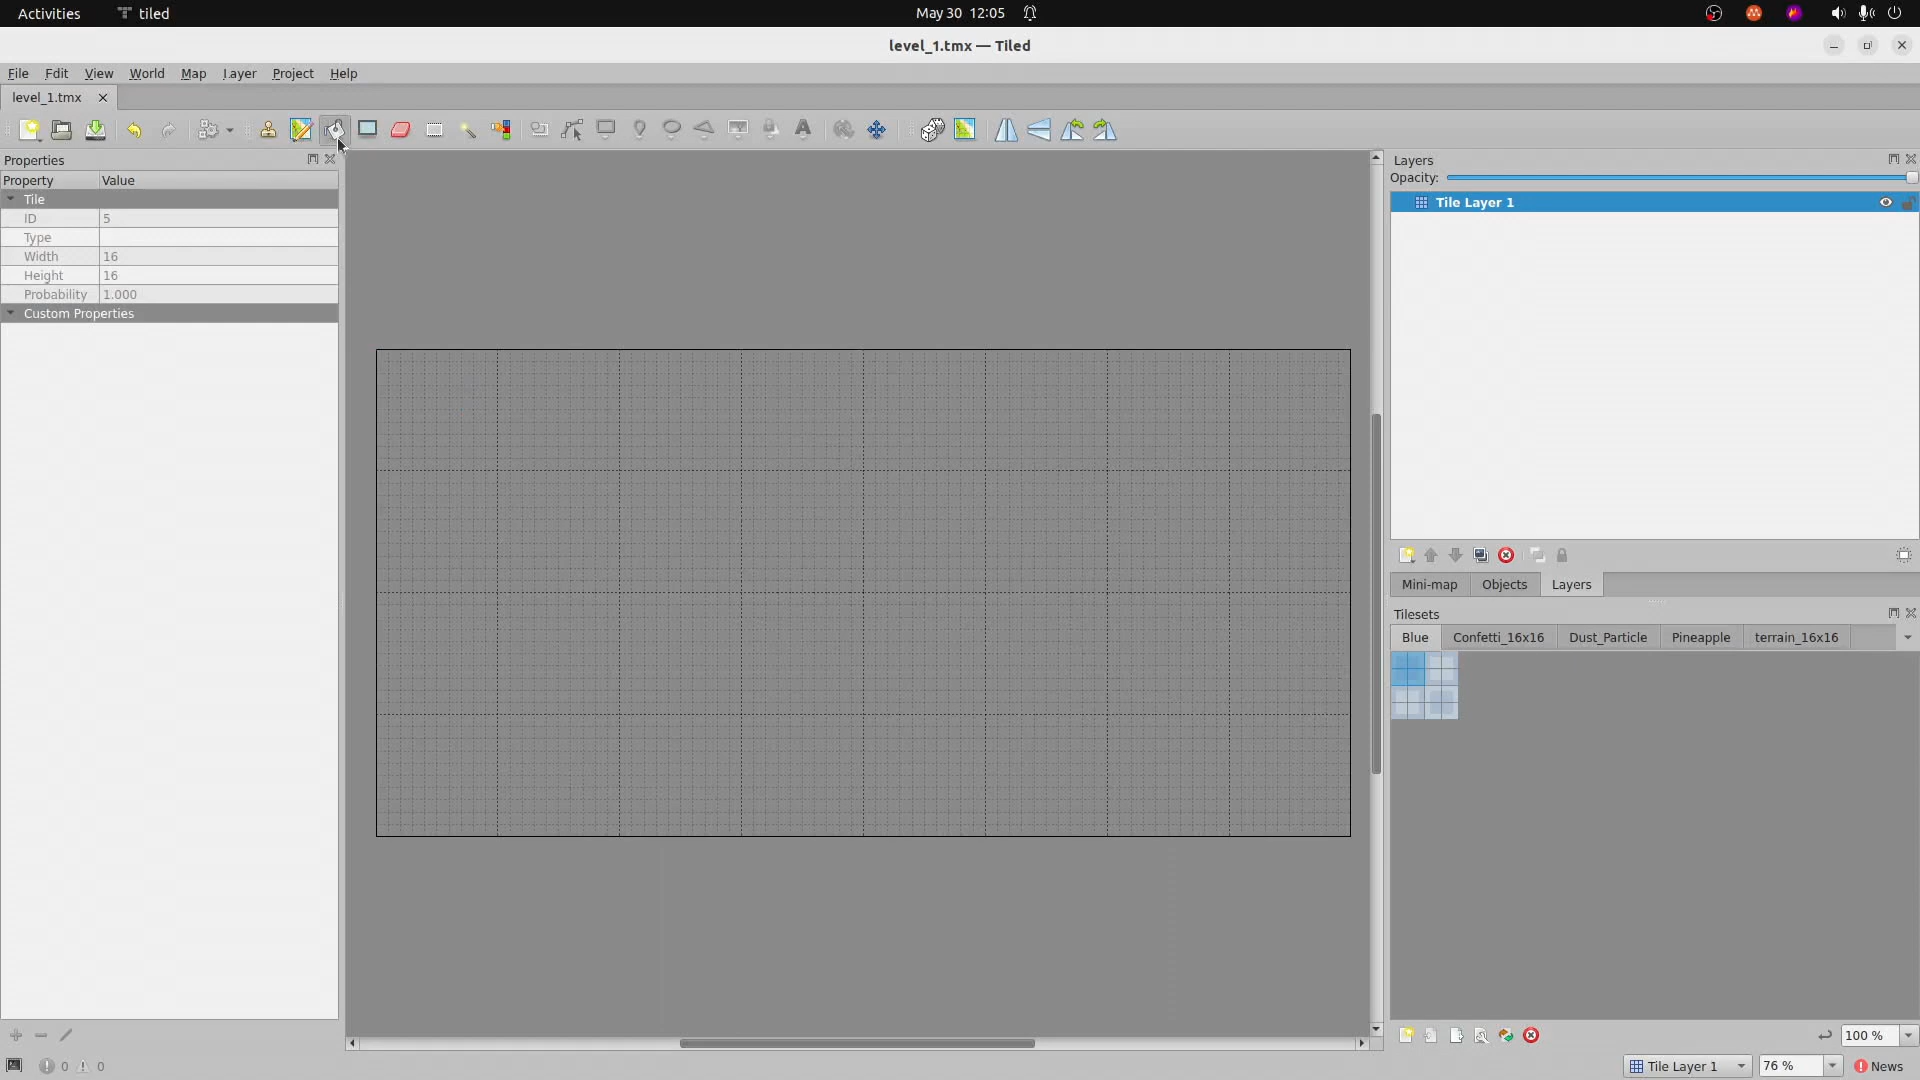 Activities tiled May 30 12:05
level_1.tmx — Tiled
File Edit View World Map Layer Project Help
level_1.tmx
Properties
Property Value
Tile
ID 5
Type
Width 16
Height 16
Probability 1.000
Custom Properties
0 0
Layers
Opacity:
Tile Layer 1
Mini-map Objects Layers
Tilesets
Blue Confetti_16x16 Dust_Particle Pineapple terrain_16x16
100 %
Tile Layer 1 76 % News